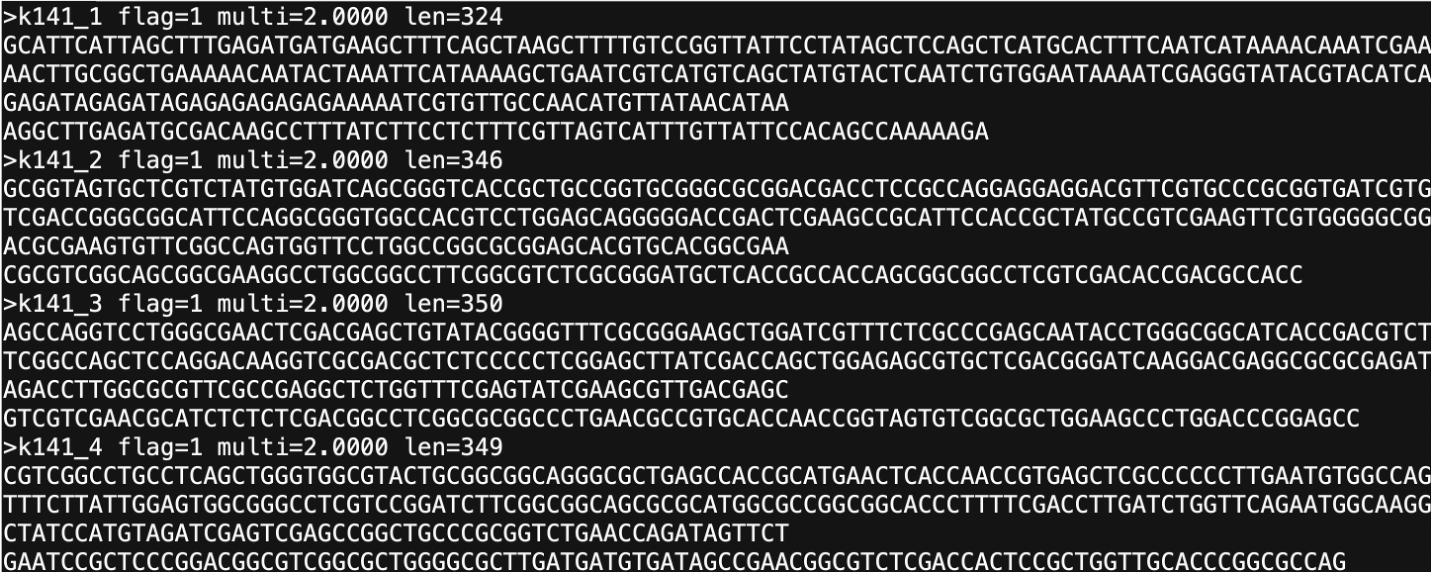 >k141_1 flag=1 multi=2.0000 len=324
GCATTCATTAGCTTTGAGATGATGAAGCTTTCAGCTAAGCTTTTGTCCGGTTATTCCTATAGCTCCAGCTCATGCACTTTCAATCATAAAACAAATCGAA
AACTTGCGGCTGAAAAACAATACTAAATTCATAAAAGCTGAATCGTCATGTCAGCTATGTACTCAATCTGTGGAATAAAATCGAGGGTATACGTACATCA
GAGATAGAGATAGAGAGAGAGAGAAAAATCGTGTTGCCAACATGTTATAACATAA
AGGCTTGAGATGCGACAAGCCTTTATCTTCCTCTTTCGTTAGTCATTTGTTATTCCACAGCCAAAAAGA
>k141_2 flag=1 multi=2.0000 len=346
GCGGTAGTGCTCGTCTATGTGGATCAGCGGGTCACCGCTGCCGGTGCGGGCGCGGACGACCTCCGCCAGGAGGAGGACGTTCGTGCCCGCGGTGATCGTG
TCGACCGGGCGGCATTCCAGGCGGGTGGCCACGTCCTGGAGCAGGGGGACCGACTCGAAGCCGCATTCCACCGCTATGCCGTCGAAGTTCGTGGGGGCGG
ACGCGAAGTGTTCGGCCAGTGGTTCCTGGCCGGCGCGGAGCACGTGCACGGCGAA
CGCGTCGGCAGCGGCGAAGGCCTGGCGGCCTTCGGCGTCTCGCGGGATGCTCACCGCCACCAGCGGCGGCCTCGTCGACACCGACGCCACC
>k141_3 flag=1 multi=2.0000 len=350
AGCCAGGTCCTGGGCGAACTCGACGAGCTGTATACGGGGTTTCGCGGGAAGCTGGATCGTTTCTCGCCCGAGCAATACCTGGGCGGCATCACCGACGTCT
TCGGCCAGCTCCAGGACAAGGTCGCGACGCTCTCCCCCTCGGAGCTTATCGACCAGCTGGAGAGCGTGCTCGACGGGATCAAGGACGAGGCGCGCGAGAT
AGACCTTGGCGCGTTCGCCGAGGCTCTGGTTTCGAGTATCGAAGCGTTGACGAGC
GTCGTCGAACGCATCTCTCTCGACGGCCTCGGCGCGGCCCTGAACGCCGTGCACCAACCGGTAGTGTCGGCGCTGGAAGCCCTGGACCCGGAGCC
>k141_4 flag=1 multi=2.0000 len=349
CGTCGGCCTGCCTCAGCTGGGTGGCGTACTGCGGCGGCAGGGCGCTGAGCCACCGCATGAACTCACCAACCGTGAGCTCGCCCCCCTTGAATGTGGCCAG
TTTCTTATTGGAGTGGCGGGCCTCGTCCGGATCTTCGGCGGCAGCGCGCATGGCGCCGGCGGCACCCTTTTCGACCTTGATCTGGTTCAGAATGGCAAGG
CTATCCATGTAGATCGAGTCGAGCCGGCTGCCCGCGGTCTGAACCAGATAGTTCT
GAATCCGCTCCCGGACGGCGTCGGCGCTGGGGCGCTTGATGATGTGATAGCCGAACGGCGTCTCGACCACTCCGCTGGTTGCACCCGGCGCCAG